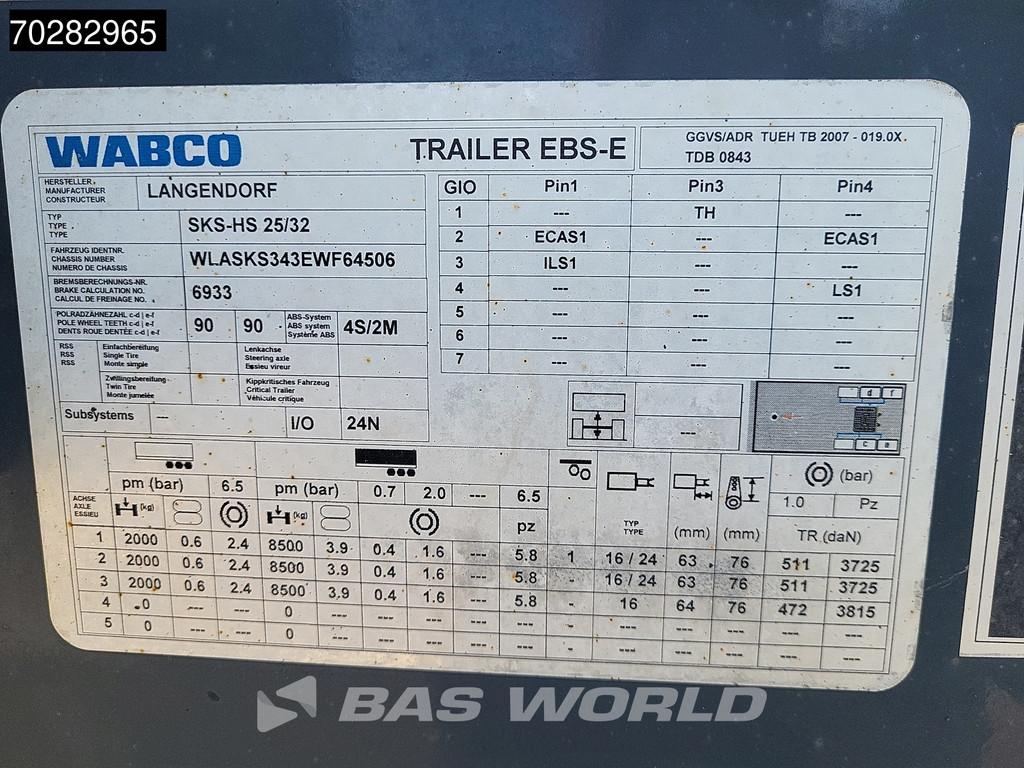 70282965
WABCO TRAILER EBS-E GGVS/ADR TUEH TB 2007 - 019.0X
TDB 0843
HERSTELLER
MANUFACTURER
CONSTRUCTEUR
LANGENDORF
TYP
TYPE
TYPE
SKS-HS 25/32
FAHRZEUG IDENTNR.
CHASSIS NUMBER
NUMERO DE CHASSIS
WLASKS343EWF64506
BREMSBERECHNUNGS-NR.
BRAKE CALCULATION NO.
CALCUL DE FREINAGE NO.
6933
POLRADZÄHNEZAHL c-d | e-f
POLE WHEEL TEETH c-d | e-f
DENTS ROUE DENTÉE c-d | e-f
90 90
ABS-System
ABS system
Système ABS
4S/2M
RSS
RSS
RSS
Einfachbereifung
Single Tire
Monte simple
Lenkachse
Steering axle
Essieu vireur
Zwillingsbereifung
Twin Tire
Monte jumelée
Kippkritisches Fahrzeug
Critical Trailer
Véhicule critique
Subsystems --- I/O 24N
GIO Pin1 Pin3 Pin4
1 --- TH ---
2 ECAS1 --- ECAS1
3 ILS1 --- ---
4 --- --- LS1
5 --- --- ---
6 --- --- ---
7 --- --- ---
---
d f
c e
pm (bar) 6.5 pm (bar) 0.7 2.0 --- 6.5
(bar)
1.0 Pz
ACHSE
AXLE
ESSIEU
(kg) (kg) pz
TYP
TYPE
(mm) (mm) TR (daN)
1 2000 0.6 2.4 8500 3.9 0.4 1.6 --- 5.8 1 16 / 24 63 76 511 3725
2 2000 0.6 2.4 8500 3.9 0.4 1.6 --- 5.8 - 16 / 24 63 76 511 3725
3 2000 0.6 2.4 8500 3.9 0.4 1.6 --- 5.8 - 16 64 76 472 3815
4 0 --- --- 0 --- --- --- --- --- - --- --- --- --- ---
5 0 --- --- 0 --- --- --- --- --- - --- --- --- --- ---
BAS WORLD